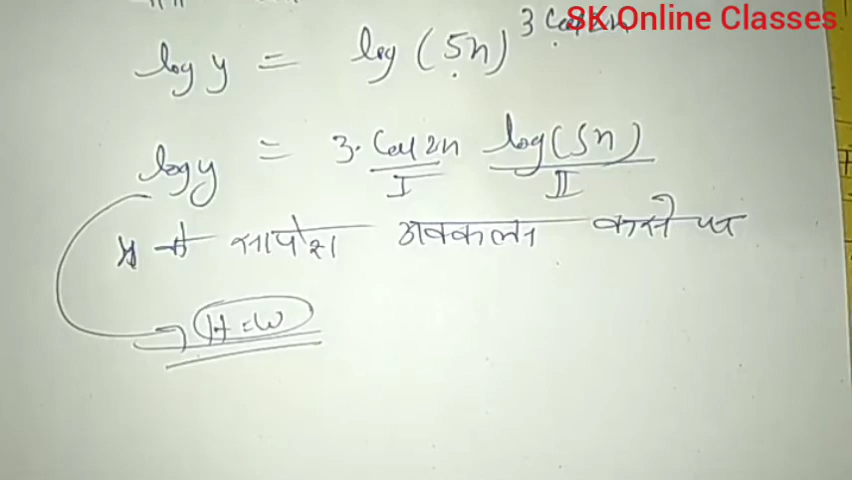 SK Online Classes
log y = log (5x)^3 Cos 2x
log y = 3. Cos 2x log (5x)
I II
x के सापेक्ष अवकलन करने पर
H.W